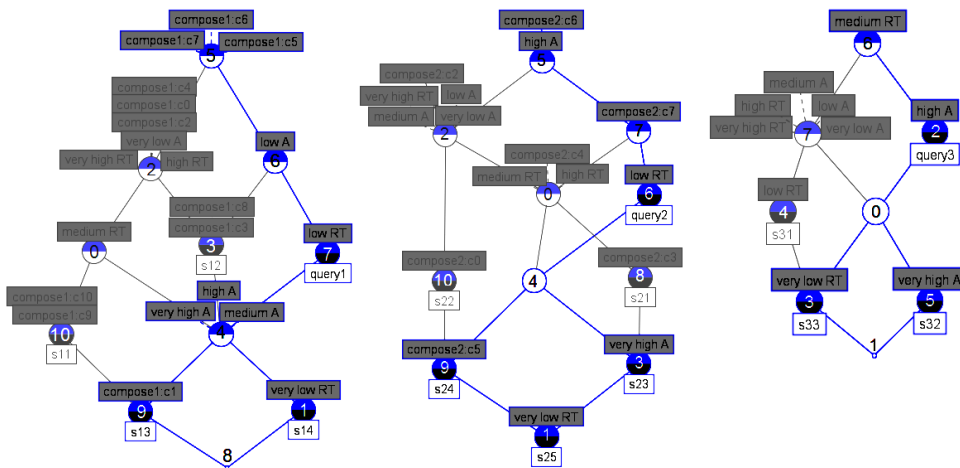 compose1:c6
compose1:c7
compose1:c5
5
compose1:c4
compose1:c0
compose1:c2
very low A
very high RT
high RT
2
low A
6
compose1:c8
compose1:c3
medium RT
0
3
s12
low RT
7
query1
compose1:c10
compose1:c9
10
s11
high A
very high A
medium A
4
compose1:c1
9
s13
very low RT
1
s14
8
compose2:c6
high A
5
compose2:c2
very high RT
low A
medium A
very low A
2
compose2:c7
7
compose2:c4
medium RT
high RT
0
low RT
6
query2
compose2:c0
10
s22
4
compose2:c3
8
s21
compose2:c5
9
s24
very high A
3
s23
very low RT
1
s25
medium RT
6
medium A
high RT
low A
very low A
7
high A
2
query3
low RT
4
s31
0
very low RT
3
s33
very high A
5
s32
1